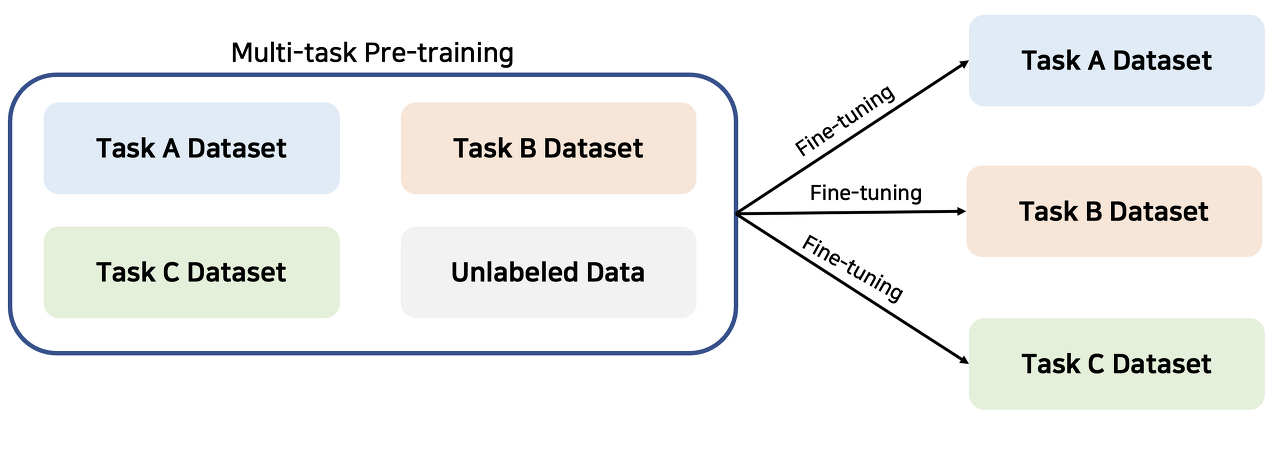 Multi-task Pre-training
Task A Dataset
Task B Dataset
Task C Dataset
Unlabeled Data
Fine-tuning
Fine-tuning
Fine-tuning
Task A Dataset
Task B Dataset
Task C Dataset